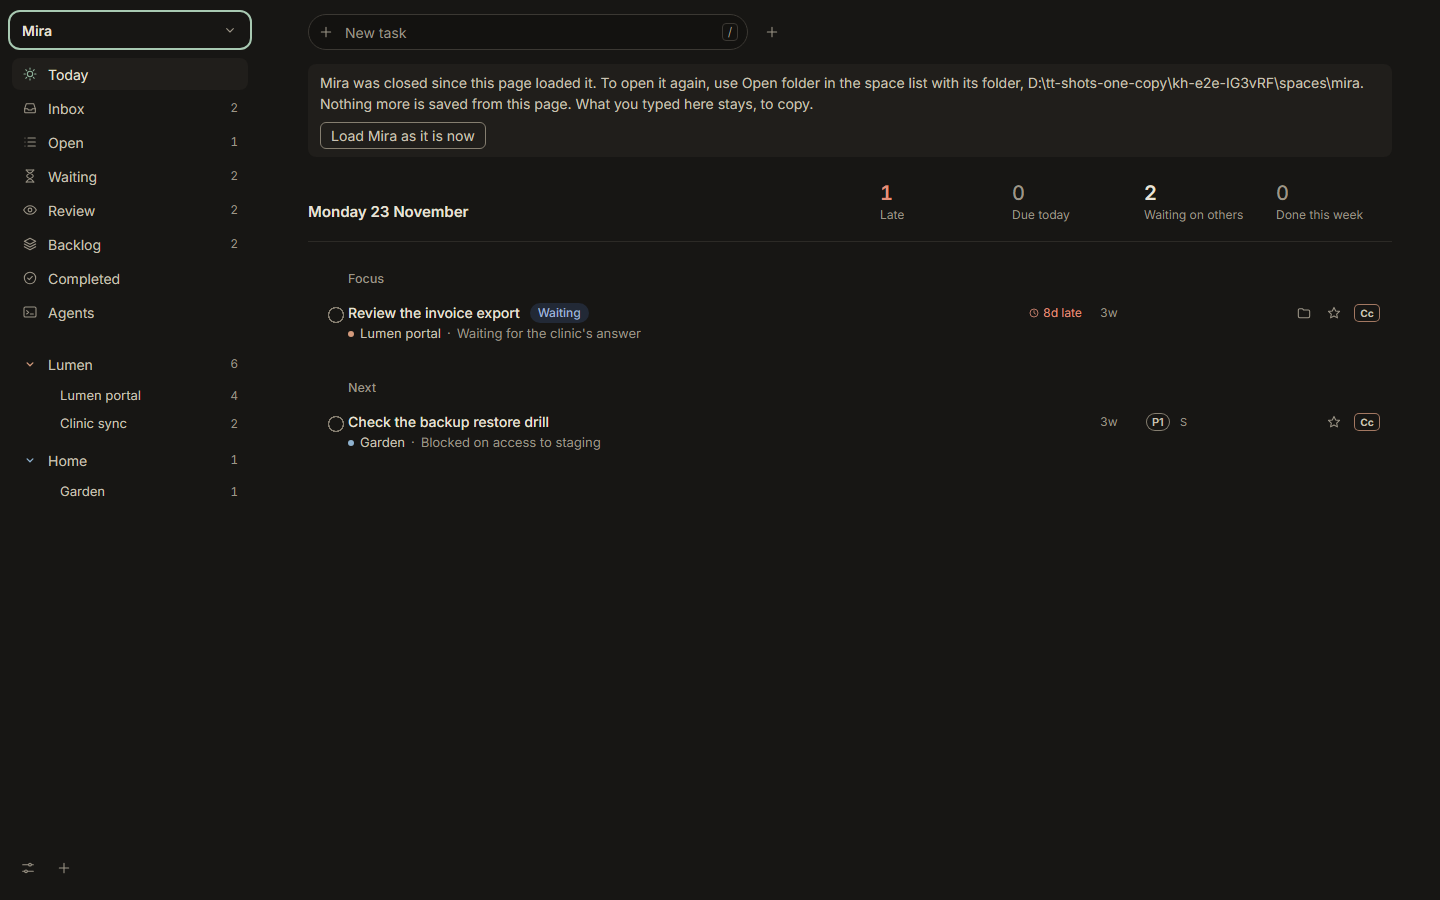 Mira
Today
Inbox 2
Open 1
Waiting 2
Review 2
Backlog 2
Completed
Agents
Lumen 6
Lumen portal 4
Clinic sync 2
Home 1
Garden 1
New task /
Mira was closed since this page loaded it. To open it again, use Open folder in the space list with its folder, D:\tt-shots-one-copy\kh-e2e-IG3vRF\spaces\mira.
Nothing more is saved from this page. What you typed here stays, to copy.
Load Mira as it is now
Monday 23 November
1 Late
0 Due today
2 Waiting on others
0 Done this week
Focus
Review the invoice export Waiting 8d late 3w Cc
Lumen portal · Waiting for the clinic's answer
Next
Check the backup restore drill 3w P1 S Cc
Garden · Blocked on access to staging